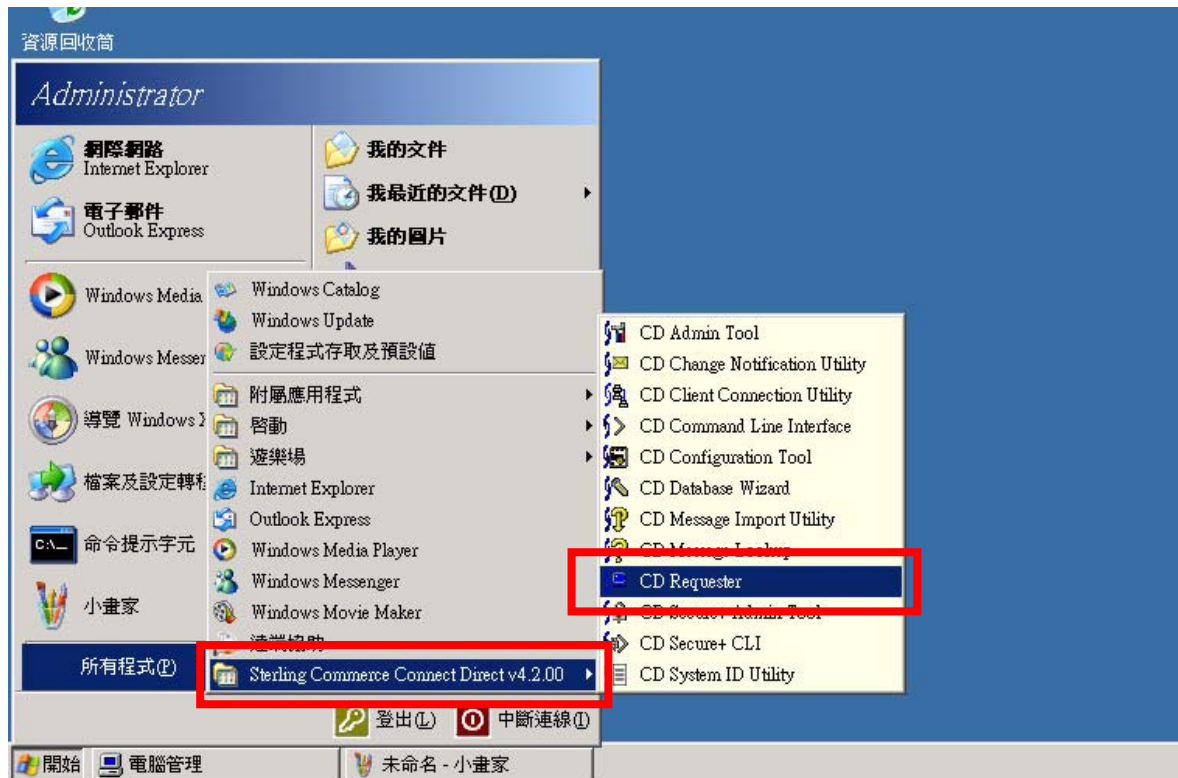 資源回收筒
Administrator
網際網路
Internet Explorer
電子郵件
Outlook Express
Windows Media
Windows Messer
導覽 Windows X
檔案及設定轉移
C:\_
命令提示字元
小畫家
所有程式(P)
我的文件
我最近的文件(D)
我的圖片
Windows Catalog
Windows Update
設定程式存取及預設值
附屬應用程式
啓動
遊樂場
Internet Explorer
Outlook Express
Windows Media Player
Windows Messenger
Windows Movie Maker
遠端協助
Sterling Commerce Connect Direct v4.2.00
CD Admin Tool
CD Change Notification Utility
CD Client Connection Utility
CD Command Line Interface
CD Configuration Tool
CD Database Wizard
CD Message Import Utility
CD Message Lookup
CD Requester
CD Secure+ Admin Tool
CD Secure+ CLI
CD System ID Utility
登出(L)
中斷連線(I)
開始
電腦管理
未命名 - 小畫家